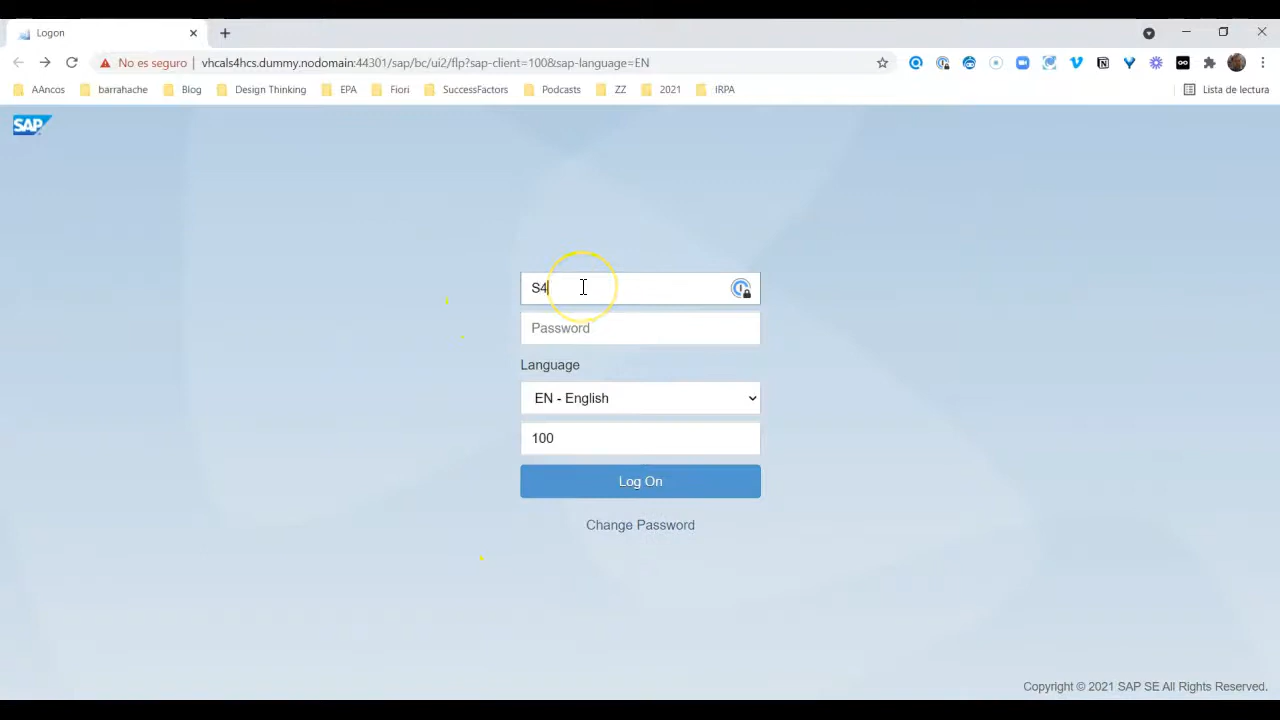 Logon
No es seguro | vhcals4hcs.dummy.nodomain:44301/sap/bc/ui2/flp?sap-client=100&sap-language=EN
AAncos barrahache Blog Design Thinking EPA Fiori SuccessFactors Podcasts ZZ 2021 IRPA Lista de lectura
SAP
S4
Password
Language
EN - English
100
Log On
Change Password
Copyright © 2021 SAP SE All Rights Reserved.